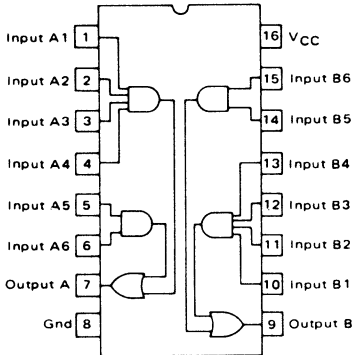 Input A1 1
16 VCC
Input A2 2
15 Input B6
Input A3 3
14 Input B5
Input A4 4
13 Input B4
Input A5 5
12 Input B3
Input A6 6
11 Input B2
Output A 7
10 Input B1
Gnd 8
9 Output B